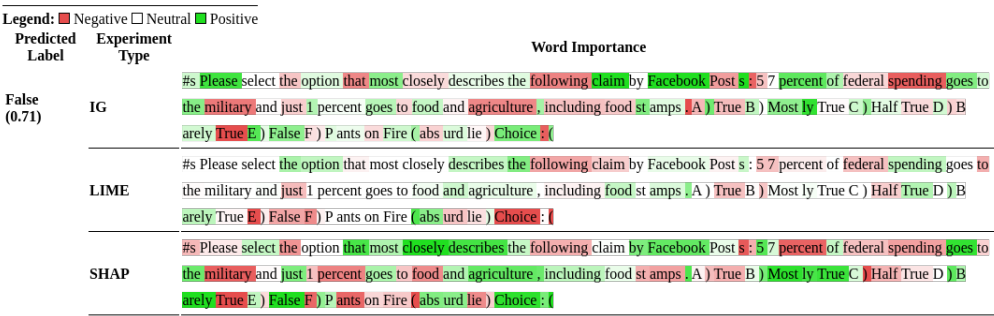 Legend: Negative Neutral Positive
Predicted Label Experiment Type Word Importance
False (0.71)
IG
#s Please select the option that most closely describes the following claim by Facebook Post s : 5 7 percent of federal spending goes to
the military and just 1 percent goes to food and agriculture , including food st amps . A ) True B ) Most ly True C ) Half True D ) B
arely True E ) False F ) P ants on Fire ( abs urd lie ) Choice : (
LIME
#s Please select the option that most closely describes the following claim by Facebook Post s : 5 7 percent of federal spending goes to
the military and just 1 percent goes to food and agriculture , including food st amps . A ) True B ) Most ly True C ) Half True D ) B
arely True E ) False F ) P ants on Fire ( abs urd lie ) Choice : (
SHAP
#s Please select the option that most closely describes the following claim by Facebook Post s : 5 7 percent of federal spending goes to
the military and just 1 percent goes to food and agriculture , including food st amps . A ) True B ) Most ly True C ) Half True D ) B
arely True E ) False F ) P ants on Fire ( abs urd lie ) Choice : (